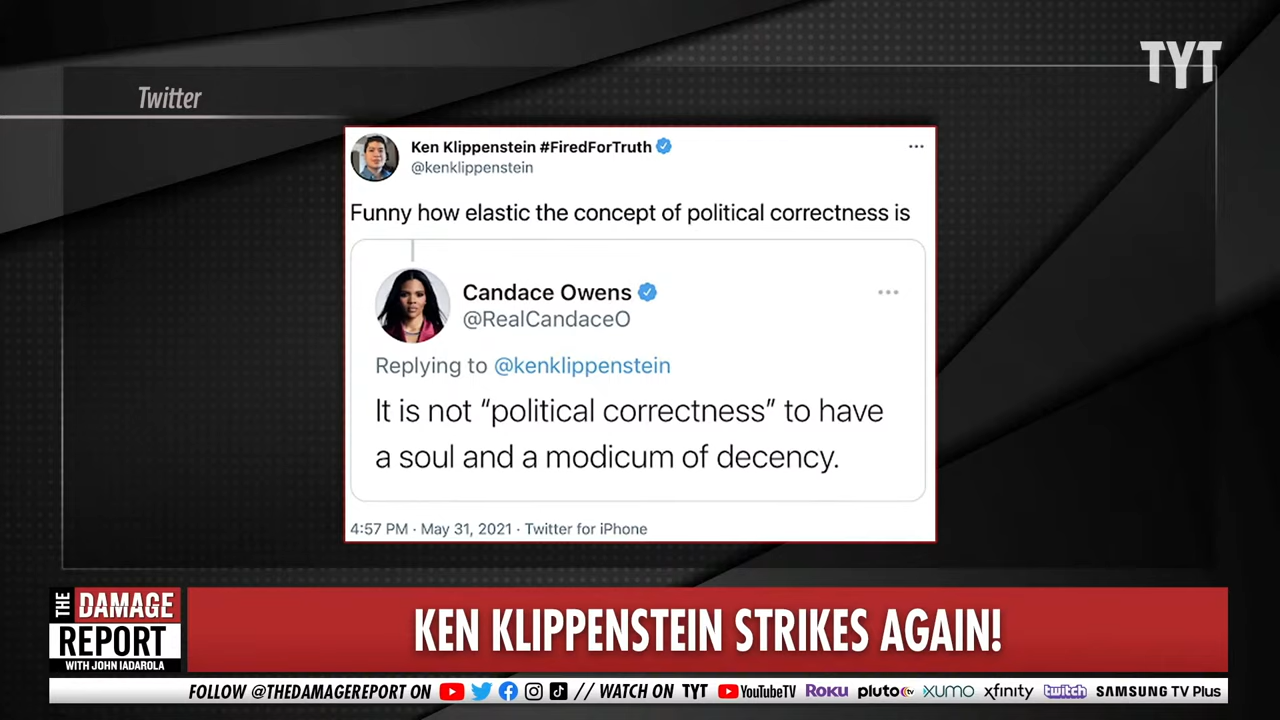 TYT
Twitter
Ken Klippenstein #FiredForTruth
@kenklippenstein
Funny how elastic the concept of political correctness is
Candace Owens
@RealCandaceO
Replying to @kenklippenstein
It is not “political correctness” to have
a soul and a modicum of decency.
4:57 PM · May 31, 2021 · Twitter for iPhone
THE DAMAGE
REPORT
WITH JOHN IADAROLA
KEN KLIPPENSTEIN STRIKES AGAIN!
FOLLOW @THEDAMAGEREPORT ON // WATCH ON TYT YouTubeTV Roku pluto tv xumo xfinity twitch SAMSUNG TV Plus